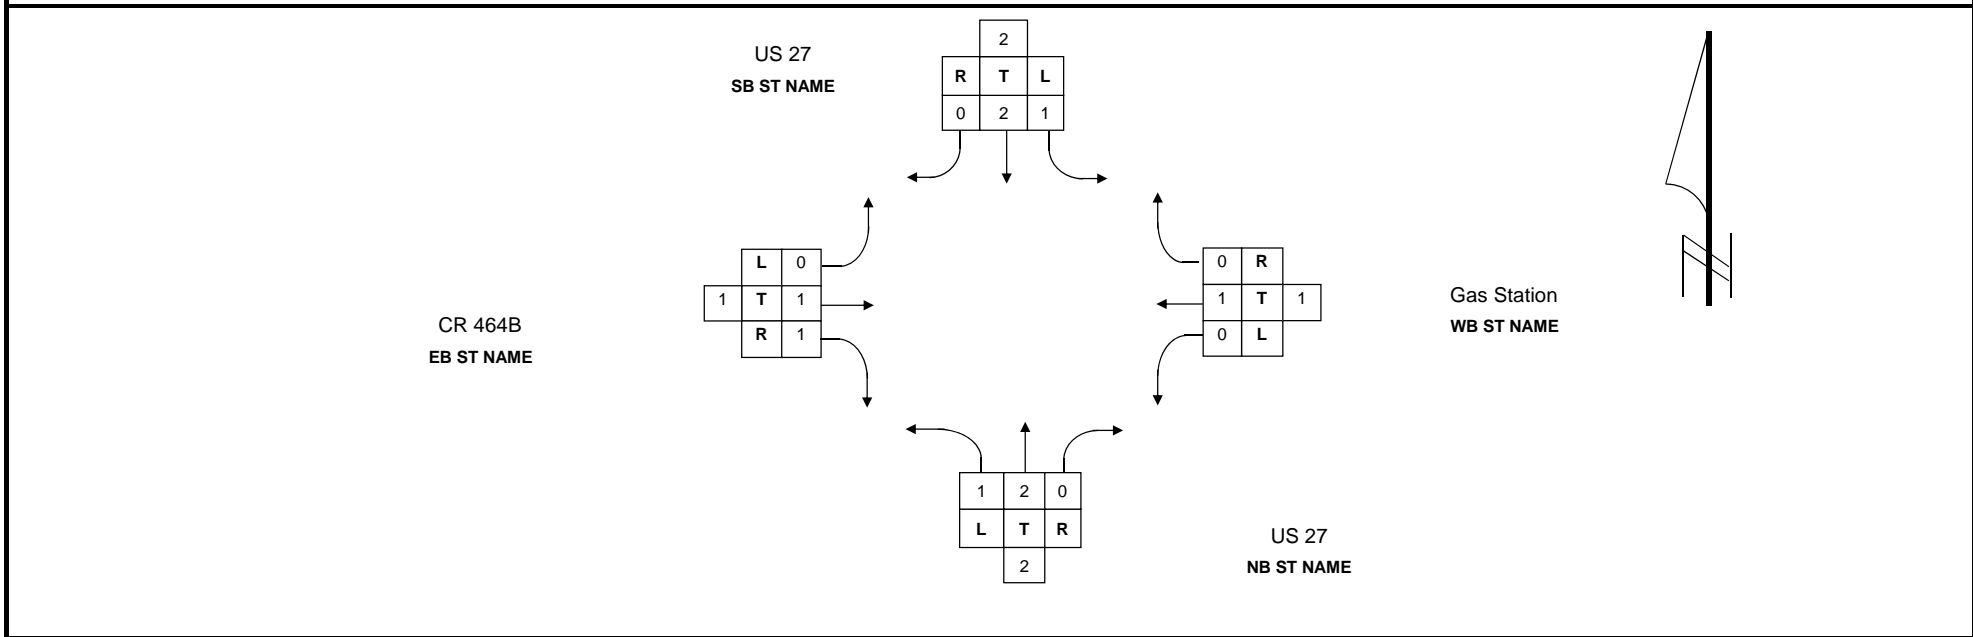 2
US 27
SB ST NAME
R T L
0 2 1
L 0
1 T 1
R 1
0 R
1 T 1
0 L
CR 464B
EB ST NAME
Gas Station
WB ST NAME
N
1 2 0
L T R
2
US 27
NB ST NAME